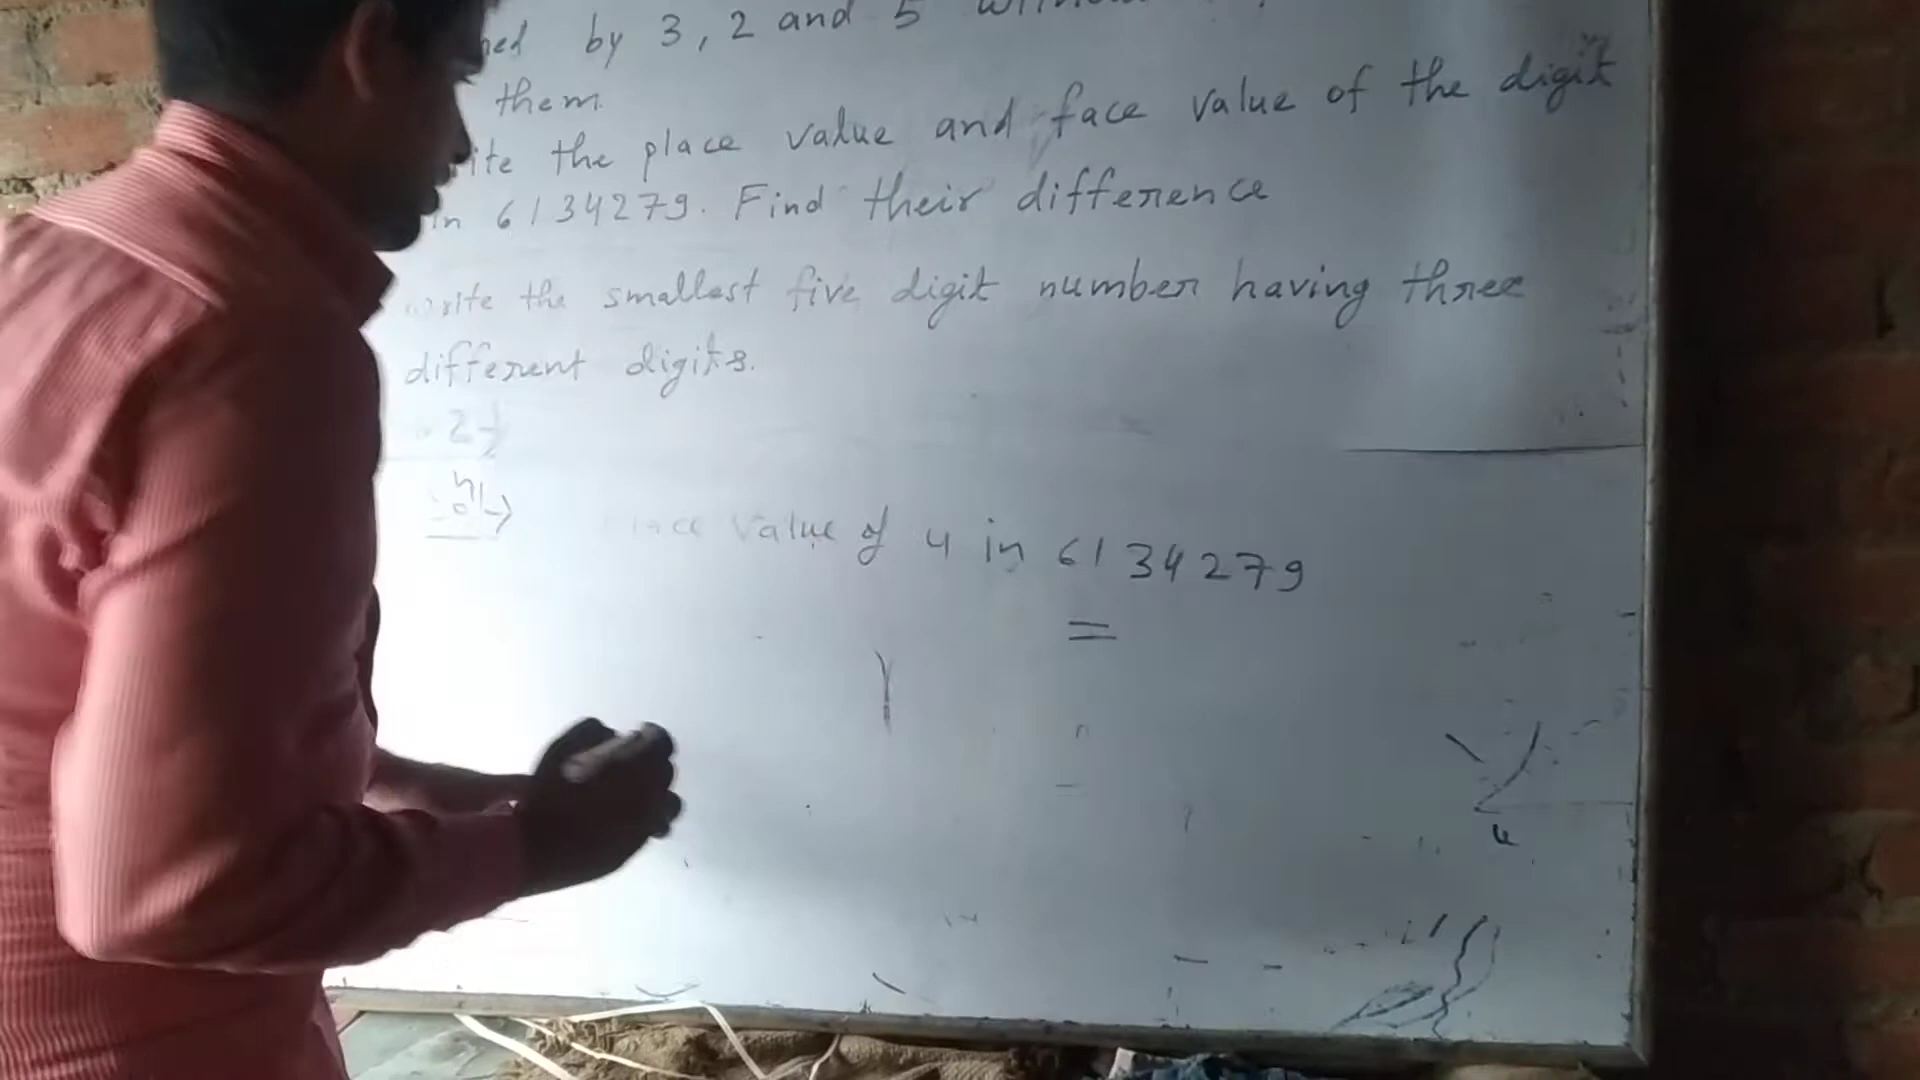 by 3, 2 and 5
them.
the place value and face value of the digit
in 6134279. Find their difference
write the smallest five digit number having three
different digits.
Value of 4 in 6134279
=